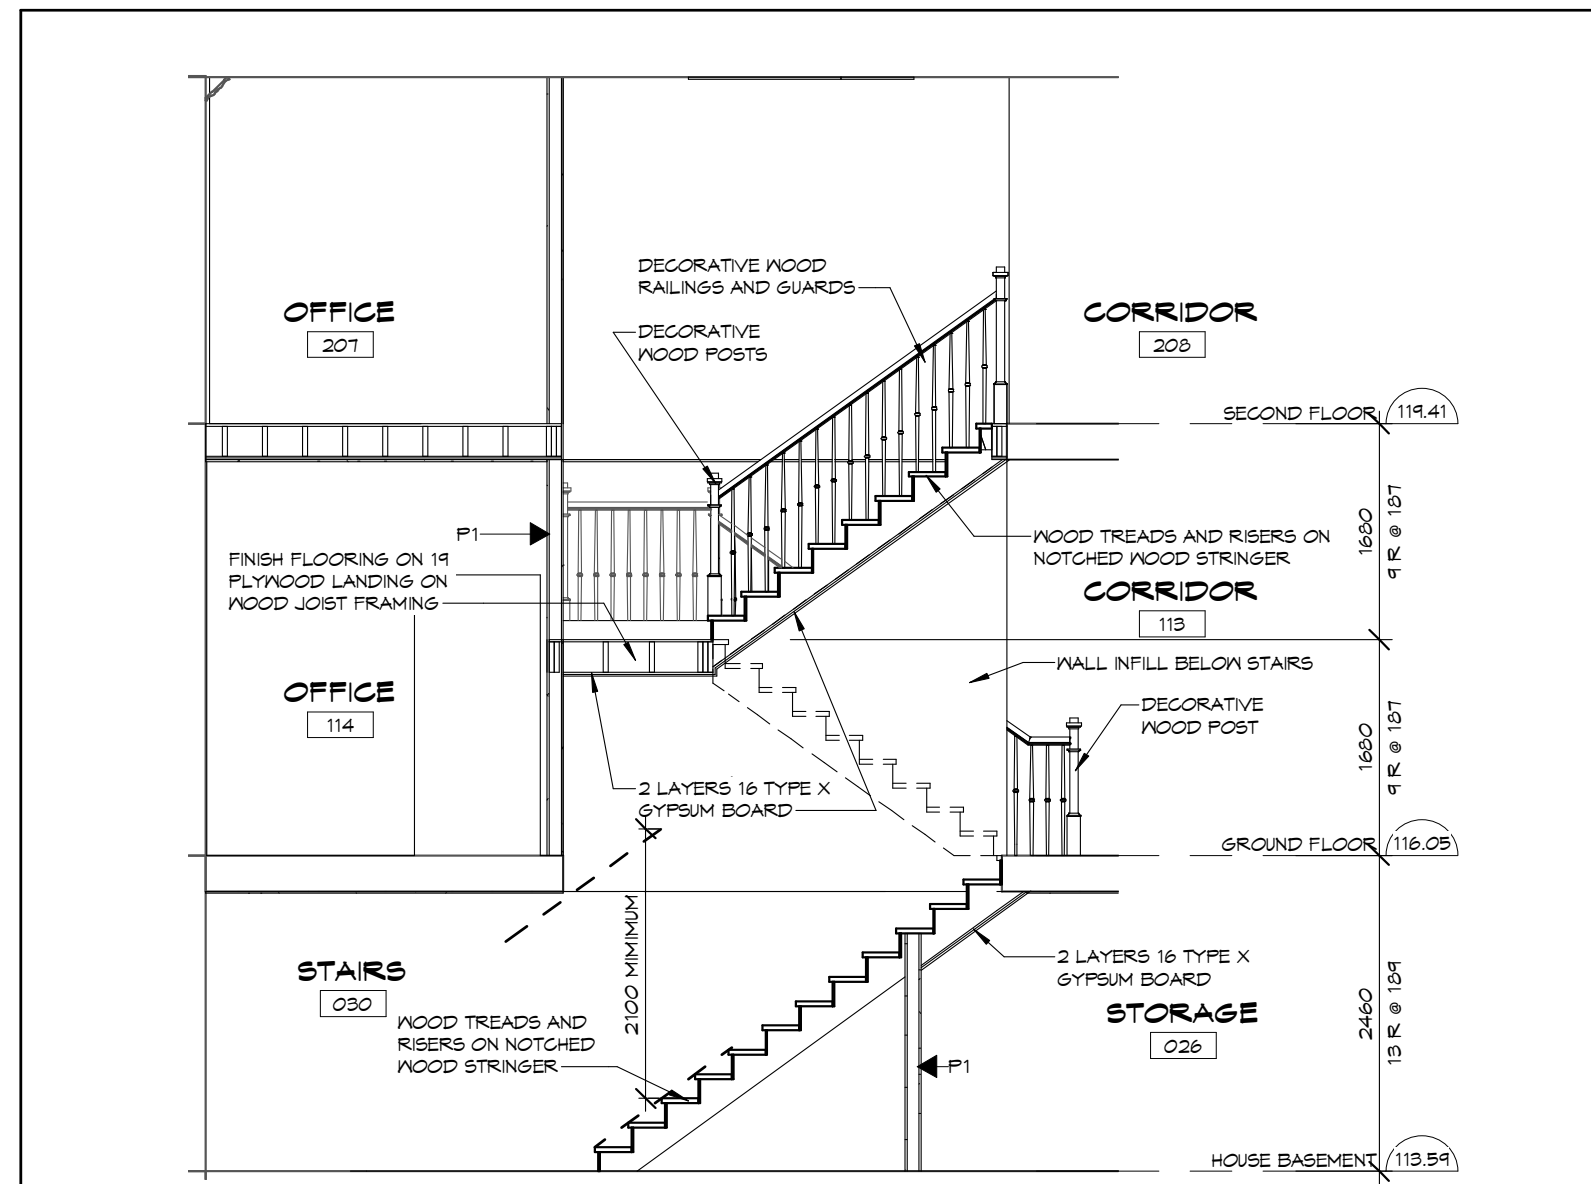 DECORATIVE WOOD
RAILINGS AND GUARDS
OFFICE
207
DECORATIVE
WOOD POSTS
CORRIDOR
208
SECOND FLOOR
119.41
P1
WOOD TREADS AND RISERS ON
NOTCHED WOOD STRINGER
1680
9 R @ 187
FINISH FLOORING ON 19
PLYWOOD LANDING ON
WOOD JOIST FRAMING
CORRIDOR
113
OFFICE
114
WALL INFILL BELOW STAIRS
DECORATIVE
WOOD POST
1680
9 R @ 187
2 LAYERS 16 TYPE X
GYPSUM BOARD
GROUND FLOOR
116.05
2100 MIMIMUM
STAIRS
030
2 LAYERS 16 TYPE X
GYPSUM BOARD
STORAGE
026
2460
13 R @ 189
WOOD TREADS AND
RISERS ON NOTCHED
WOOD STRINGER
P1
HOUSE BASEMENT
113.59